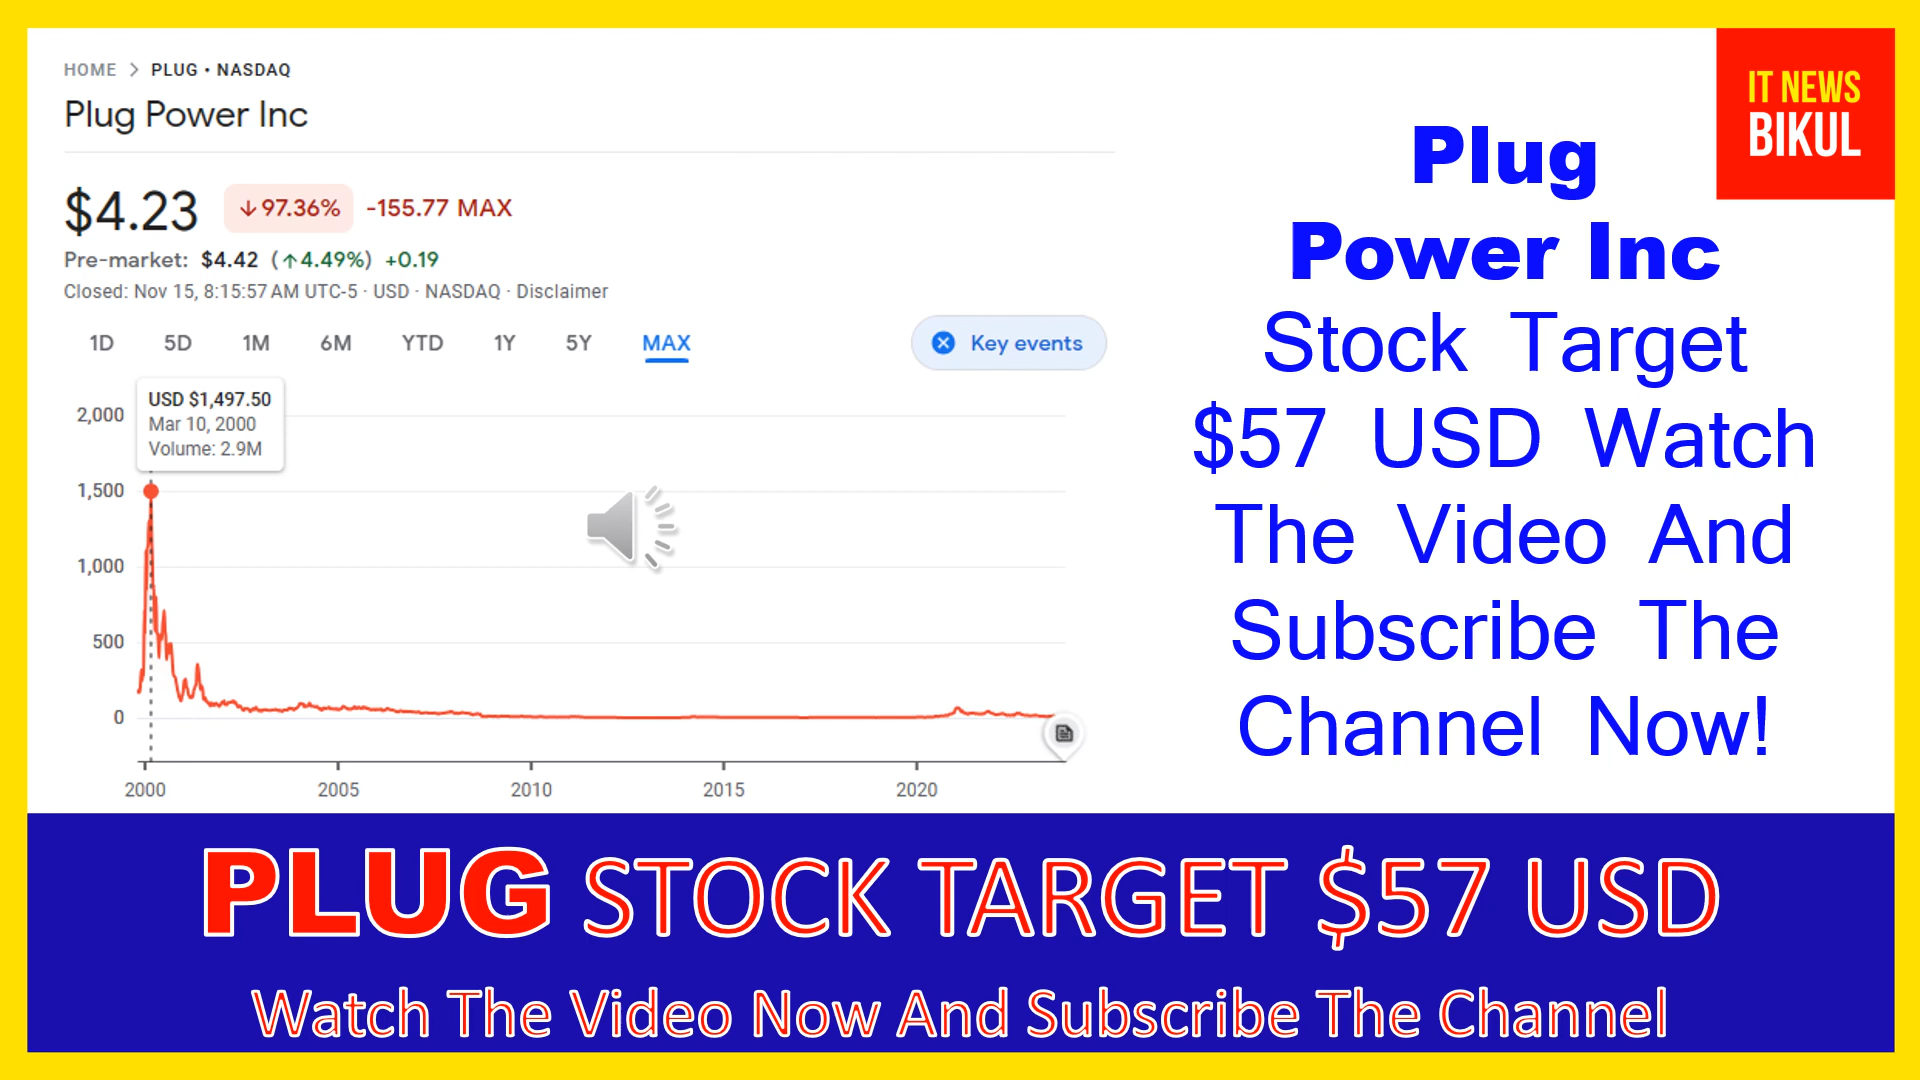 HOME > PLUG • NASDAQ
Plug Power Inc
$4.23 ↓97.36% -155.77 MAX
Pre-market: $4.42 (↑4.49%) +0.19
Closed: Nov 15, 8:15:57 AM UTC-5 · USD · NASDAQ · Disclaimer
1D 5D 1M 6M YTD 1Y 5Y MAX
Key events
USD $1,497.50
Mar 10, 2000
Volume: 2.9M
2,000
1,500
1,000
500
0
2000 2005 2010 2015 2020
IT NEWS
BIKUL
Plug
Power Inc
Stock Target
$57 USD Watch
The Video And
Subscribe The
Channel Now!
PLUG STOCK TARGET $57 USD
Watch The Video Now And Subscribe The Channel